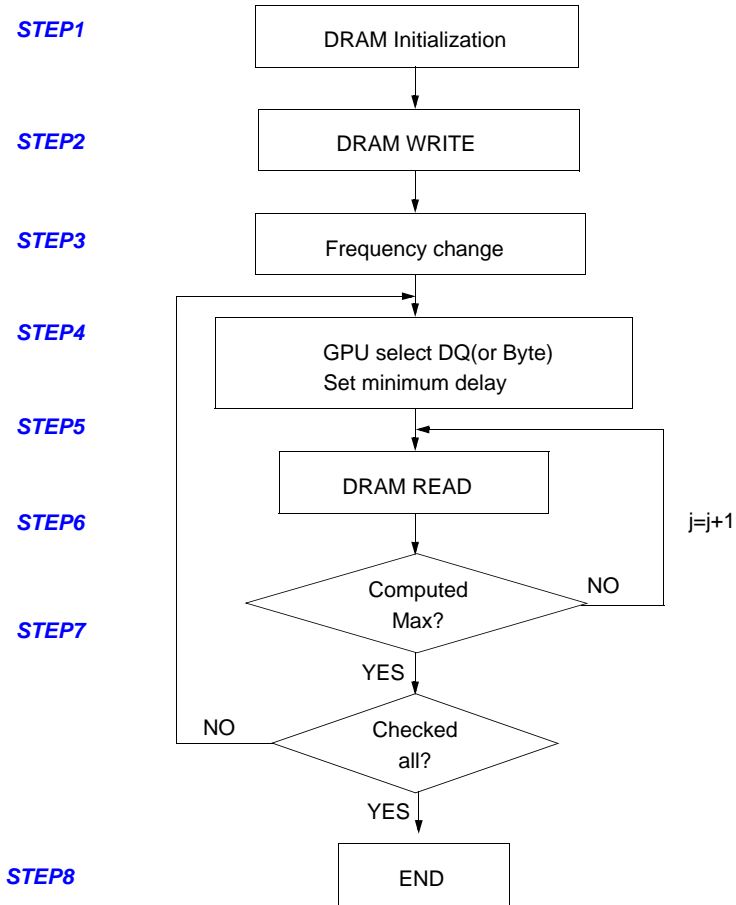 STEP1
DRAM Initialization
STEP2
DRAM WRITE
STEP3
Frequency change
STEP4
GPU select DQ(or Byte)
Set minimum delay
STEP5
DRAM READ
STEP6
j=j+1
Computed
Max?
NO
STEP7
YES
NO
Checked
all?
YES
STEP8
END